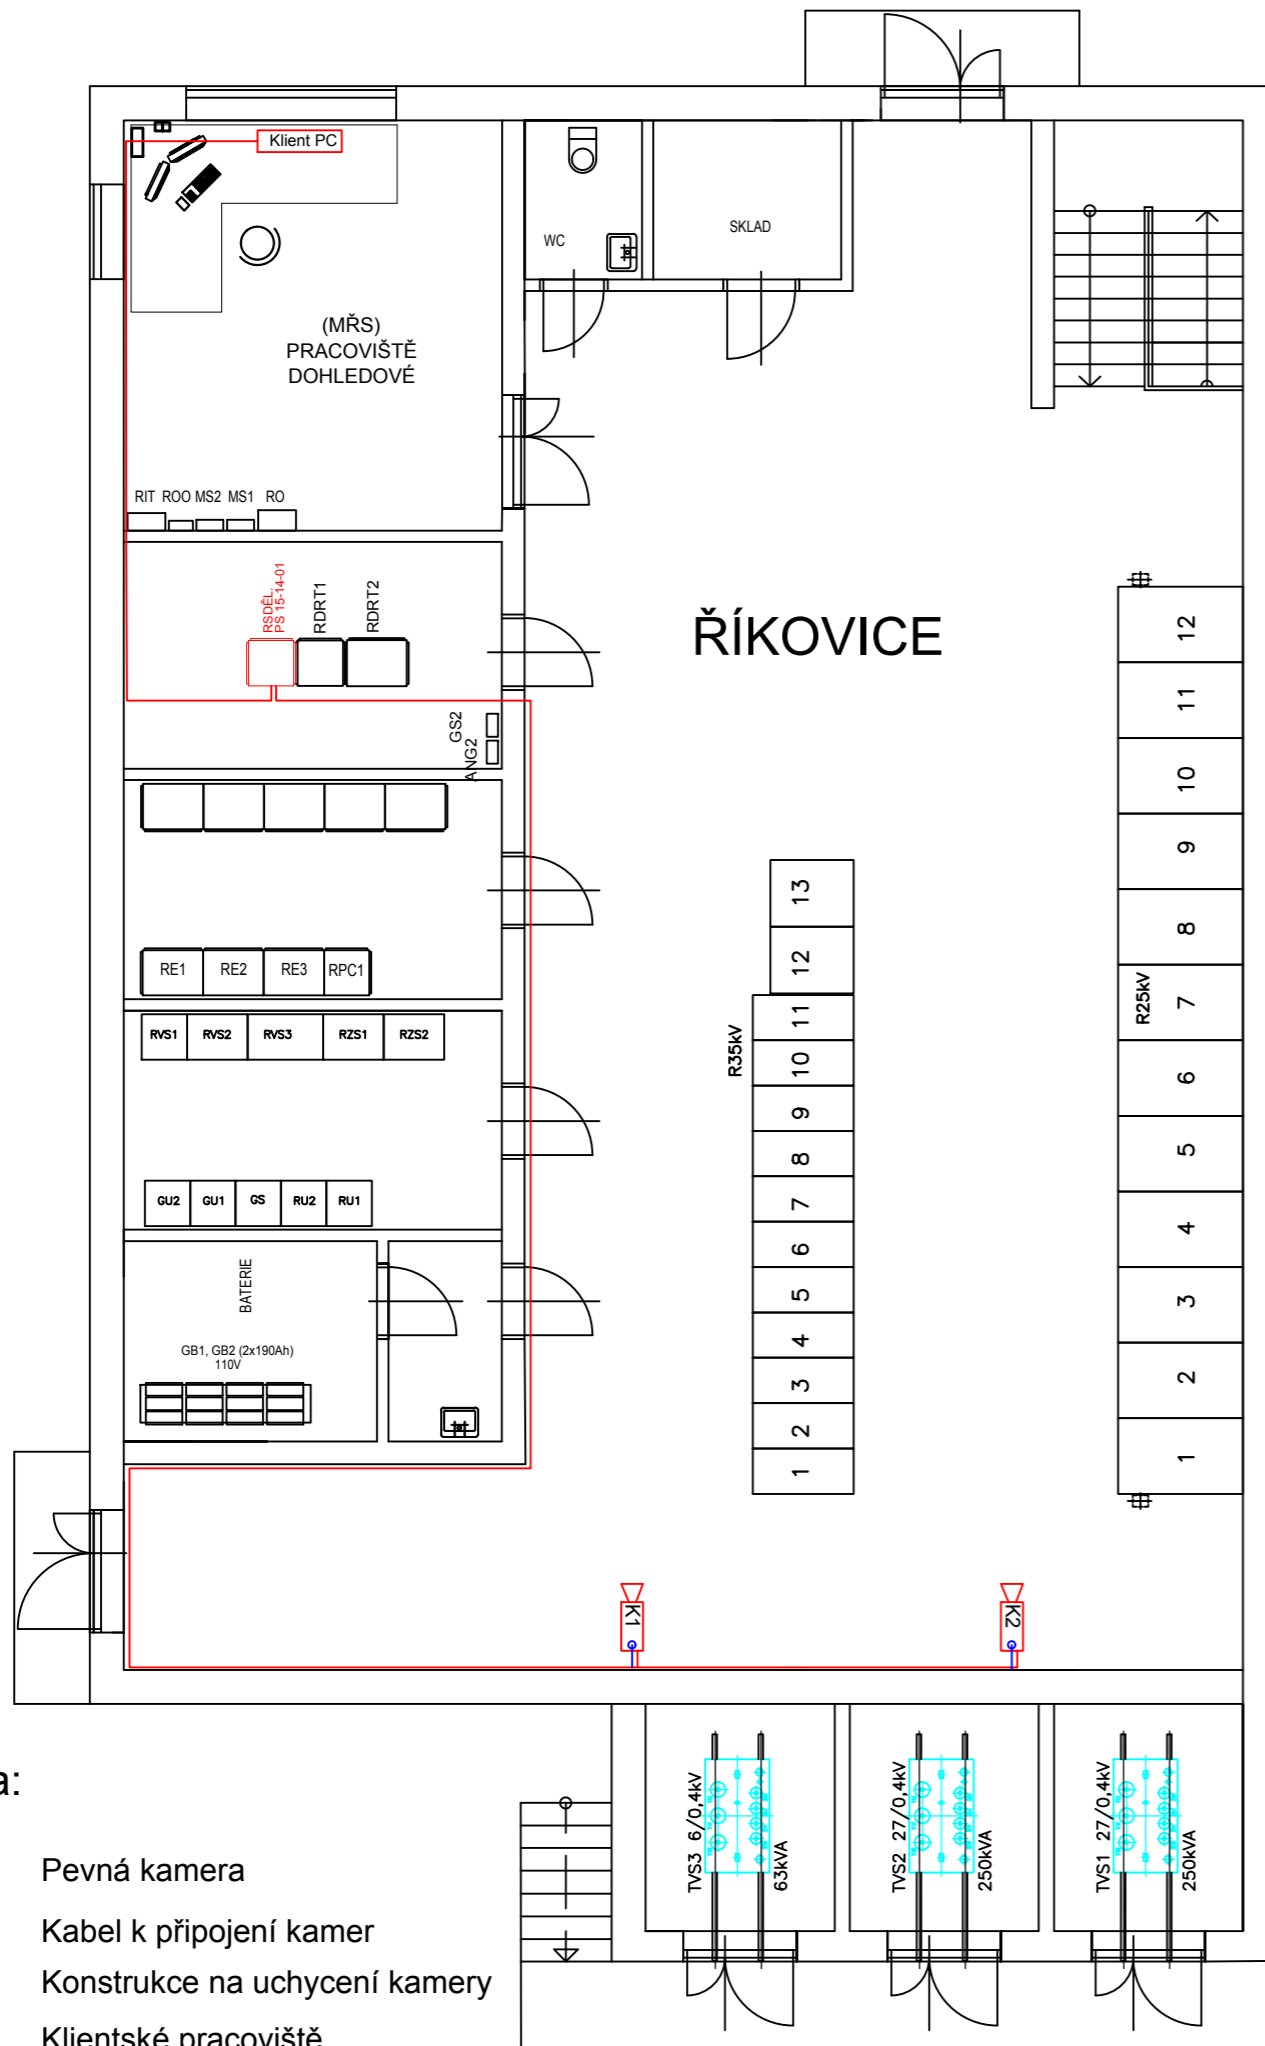 Klient PC
WC
SKLAD
(MŘS)
PRACOVIŠTĚ
DOHLEDOVÉ
RIT
ROO
MS2
MS1
RO
RSDĚL.
PS 15-14-01
RDRT1
RDRT2
ŘÍKOVICE
GS2
ANG2
RE1
RE2
RE3
RPC1
RVS1
RVS2
RVS3
RZS1
RZS2
GU2
GU1
GS
RU2
RU1
BATERIE
GB1, GB2 (2x190Ah)
110V
R35kV
13
12
11
10
9
8
7
6
5
4
3
2
1
R25kV
12
11
10
9
8
7
6
5
4
3
2
1
K1
K2
TVS3 6/0,4kV
63kVA
TVS2 27/0,4kV
250kVA
TVS1 27/0,4kV
250kVA
a:
Pevná kamera
Kabel k připojení kamer
Konstrukce na uchycení kamery
Klientské pracoviště